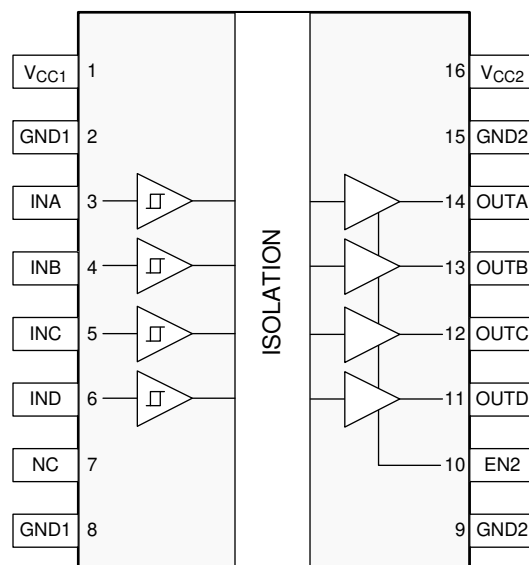 VCC1 1 16 VCC2
GND1 2 15 GND2
INA 3 14 OUTA
INB 4 13 OUTB
ISOLATION
INC 5 12 OUTC
IND 6 11 OUTD
NC 7 10 EN2
GND1 8 9 GND2